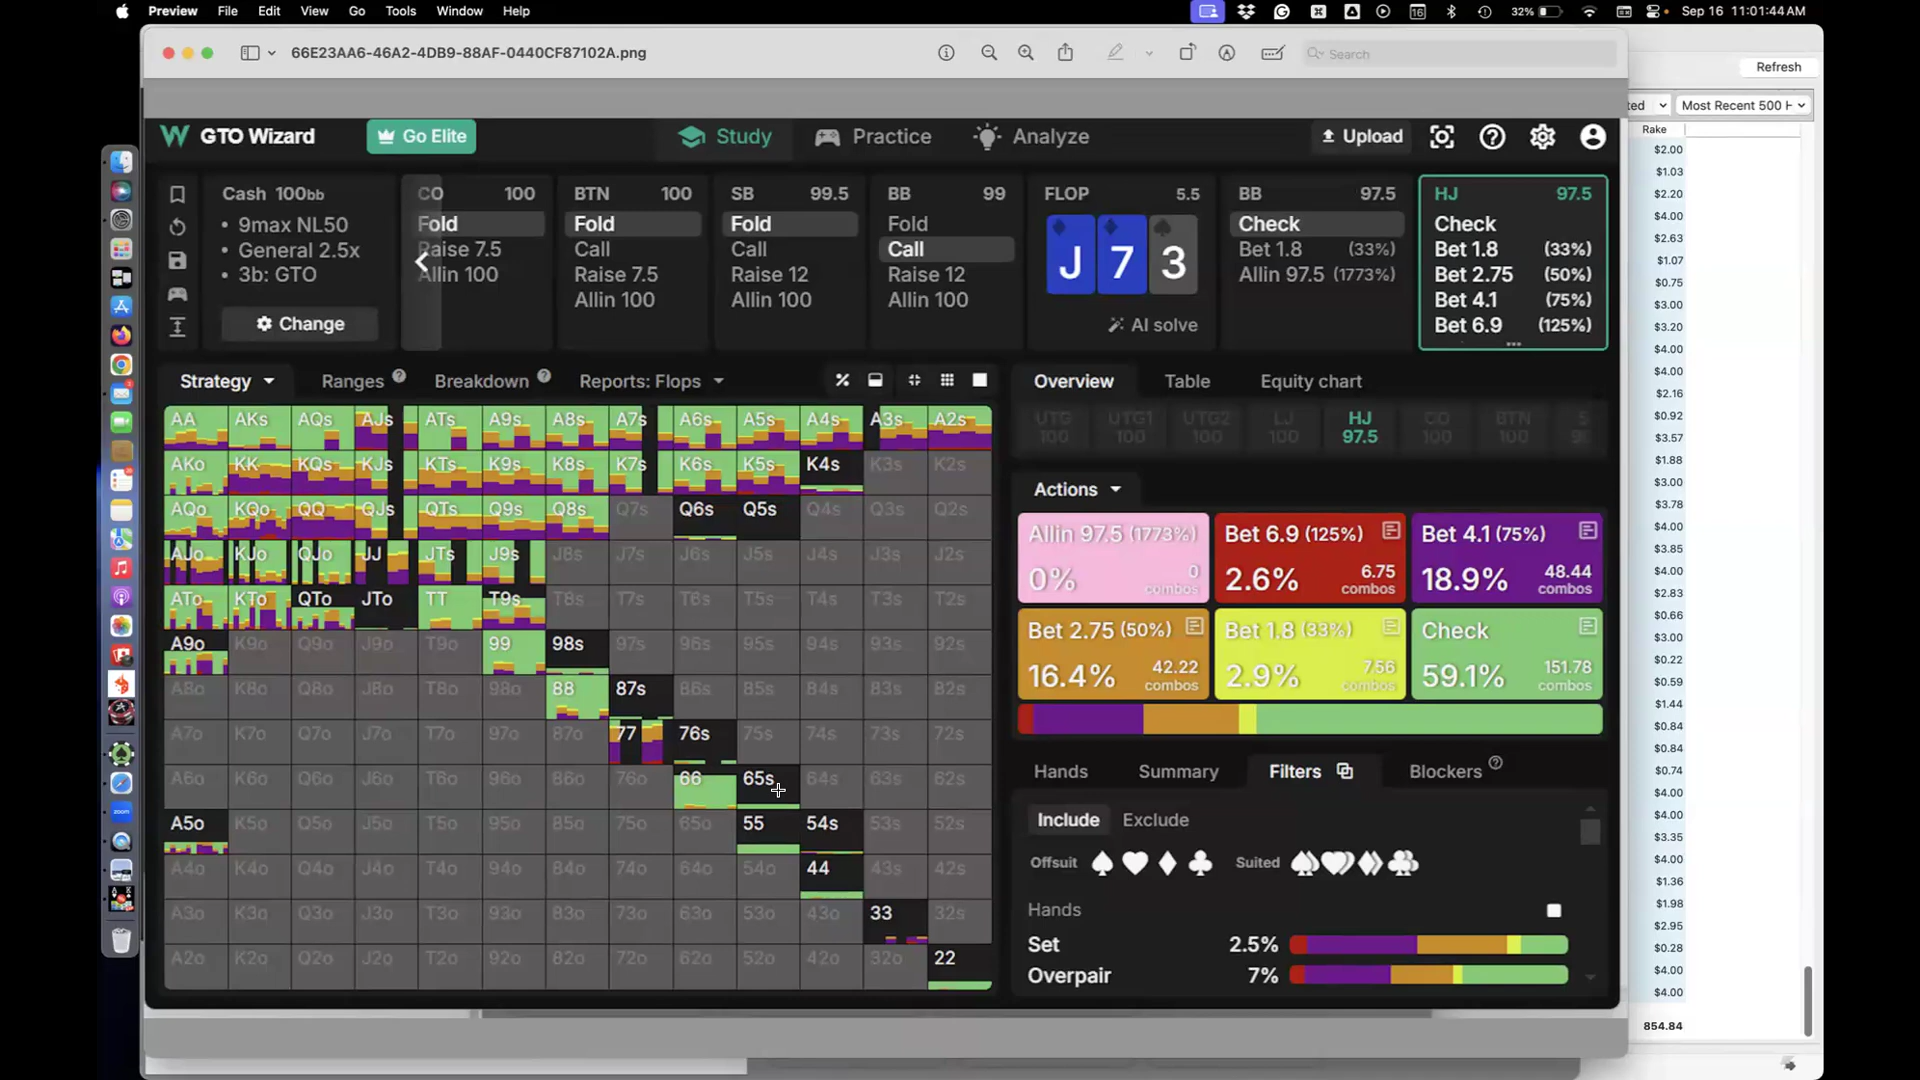 Preview File Edit View Go Tools Window Help
32% Sep 16 11:01:44 AM
66E23AA6-46A2-4DB9-88AF-0440CF87102A.png
Search
Refresh
GTO Wizard
Go Elite
Study
Practice
Analyze
Upload
ted
Most Recent 500 H
Rake
$2.00
$1.03
$2.20
$4.00
$2.63
$1.07
$0.75
$3.00
$3.20
$4.00
$4.00
$2.16
$0.92
$3.57
$1.88
$3.00
$3.78
$4.00
$3.85
$4.00
$2.83
$0.66
$3.00
$0.22
$0.59
$1.44
$0.84
$0.84
$0.74
$4.00
$4.00
$3.35
$4.00
$1.36
$1.98
$2.95
$0.28
$4.00
$4.00
854.84
Cash 100bb
• 9max NL50
• General 2.5x
• 3b: GTO
Change
CO 100
Fold
Raise 7.5
Allin 100
BTN 100
Fold
Call
Raise 7.5
Allin 100
SB 99.5
Fold
Call
Raise 12
Allin 100
BB 99
Fold
Call
Raise 12
Allin 100
FLOP 5.5
J 7 3
AI solve
BB 97.5
Check
Bet 1.8 (33%)
Allin 97.5 (1773%)
HJ 97.5
Check
Bet 1.8 (33%)
Bet 2.75 (50%)
Bet 4.1 (75%)
Bet 6.9 (125%)
Strategy
Ranges
Breakdown
Reports: Flops
AA AKs AQs AJs ATs A9s A8s A7s A6s A5s A4s A3s A2s
AKo KK KQs KJs KTs K9s K8s K7s K6s K5s K4s K3s K2s
AQo KQo QQ QJs QTs Q9s Q8s Q7s Q6s Q5s Q4s Q3s Q2s
AJo KJo QJo JJ JTs J9s J8s J7s J6s J5s J4s J3s J2s
ATo KTo QTo JTo TT T9s T8s T7s T6s T5s T4s T3s T2s
A9o K9o Q9o J9o T9o 99 98s 97s 96s 95s 94s 93s 92s
A8o K8o Q8o J8o T8o 98o 88 87s 86s 85s 84s 83s 82s
A7o K7o Q7o J7o T7o 97o 87o 77 76s 75s 74s 73s 72s
A6o K6o Q6o J6o T6o 96o 86o 76o 66 65s 64s 63s 62s
A5o K5o Q5o J5o T5o 95o 85o 75o 65o 55 54s 53s 52s
A4o K4o Q4o J4o T4o 94o 84o 74o 64o 54o 44 43s 42s
A3o K3o Q3o J3o T3o 93o 83o 73o 63o 53o 43o 33 32s
A2o K2o Q2o J2o T2o 92o 82o 72o 62o 52o 42o 32o 22
Overview
Table
Equity chart
UTG 100
UTG1 100
UTG2 100
LJ 100
HJ 97.5
CO 100
BTN 100
Actions
Allin 97.5 (1773%)
0% 0 combos
Bet 6.9 (125%)
2.6% 6.75 combos
Bet 4.1 (75%)
18.9% 48.44 combos
Bet 2.75 (50%)
16.4% 42.22 combos
Bet 1.8 (33%)
2.9% 7.56 combos
Check
59.1% 151.78 combos
Hands
Summary
Filters
Blockers
Include
Exclude
Offsuit
Suited
Hands
Set 2.5%
Overpair 7%